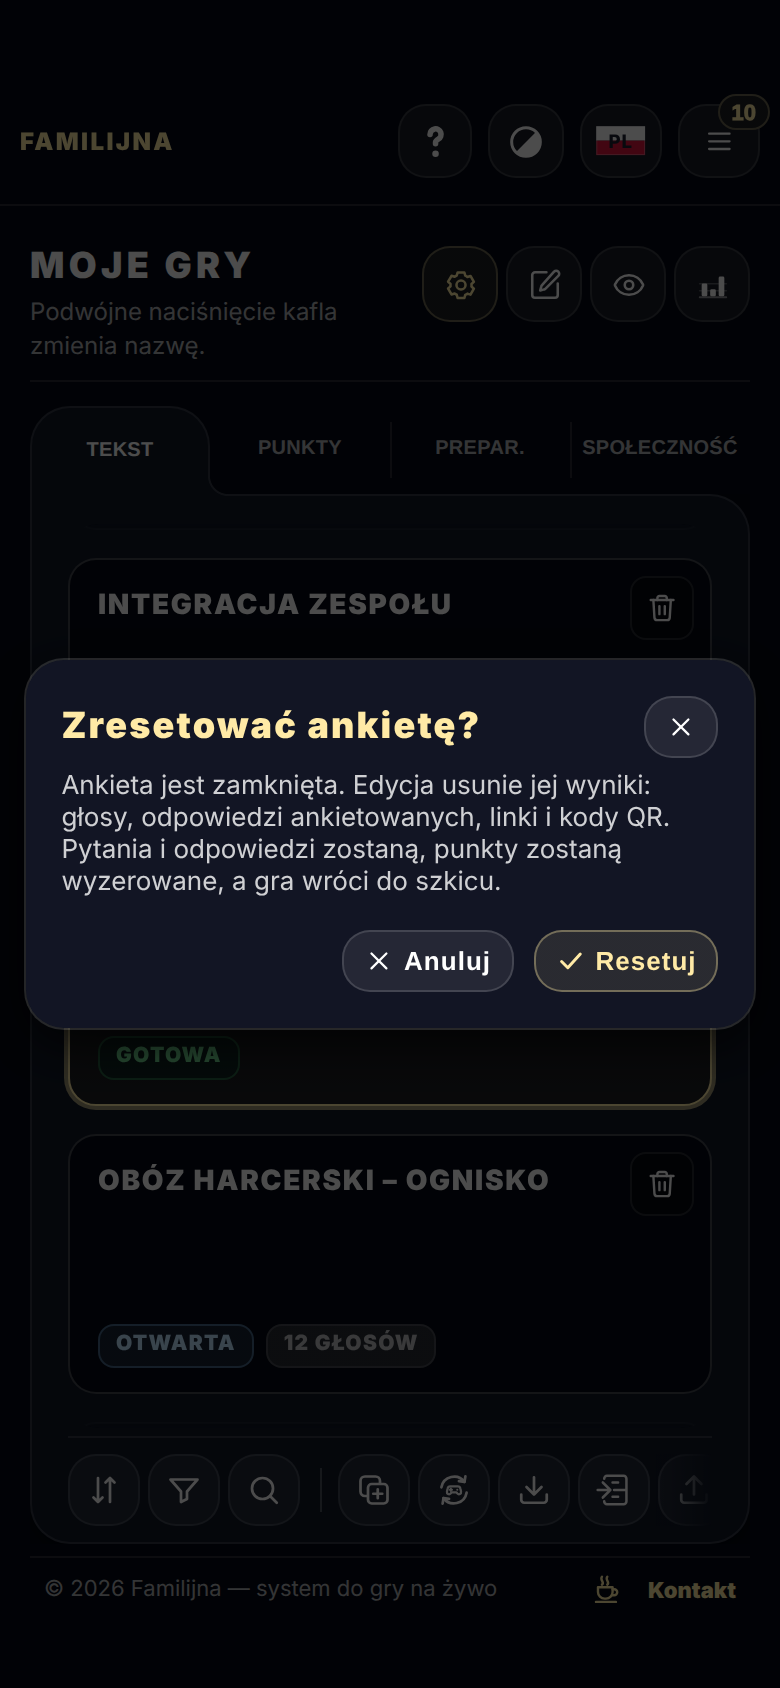 FAMILIJNA
?
PL
10
MOJE GRY
Podwójne naciśnięcie kafla
zmienia nazwę.
TEKST
PUNKTY
PREPAR.
SPOŁECZNOŚĆ
INTEGRACJA ZESPOŁU
Zresetować ankietę?
Ankieta jest zamknięta. Edycja usunie jej wyniki:
głosy, odpowiedzi ankietowanych, linki i kody QR.
Pytania i odpowiedzi zostaną, punkty zostaną
wyzerowane, a gra wróci do szkicu.
Anuluj
Resetuj
GOTOWA
OBÓZ HARCERSKI – OGNISKO
OTWARTA
12 GŁOSÓW
© 2026 Familijna — system do gry na żywo
Kontakt